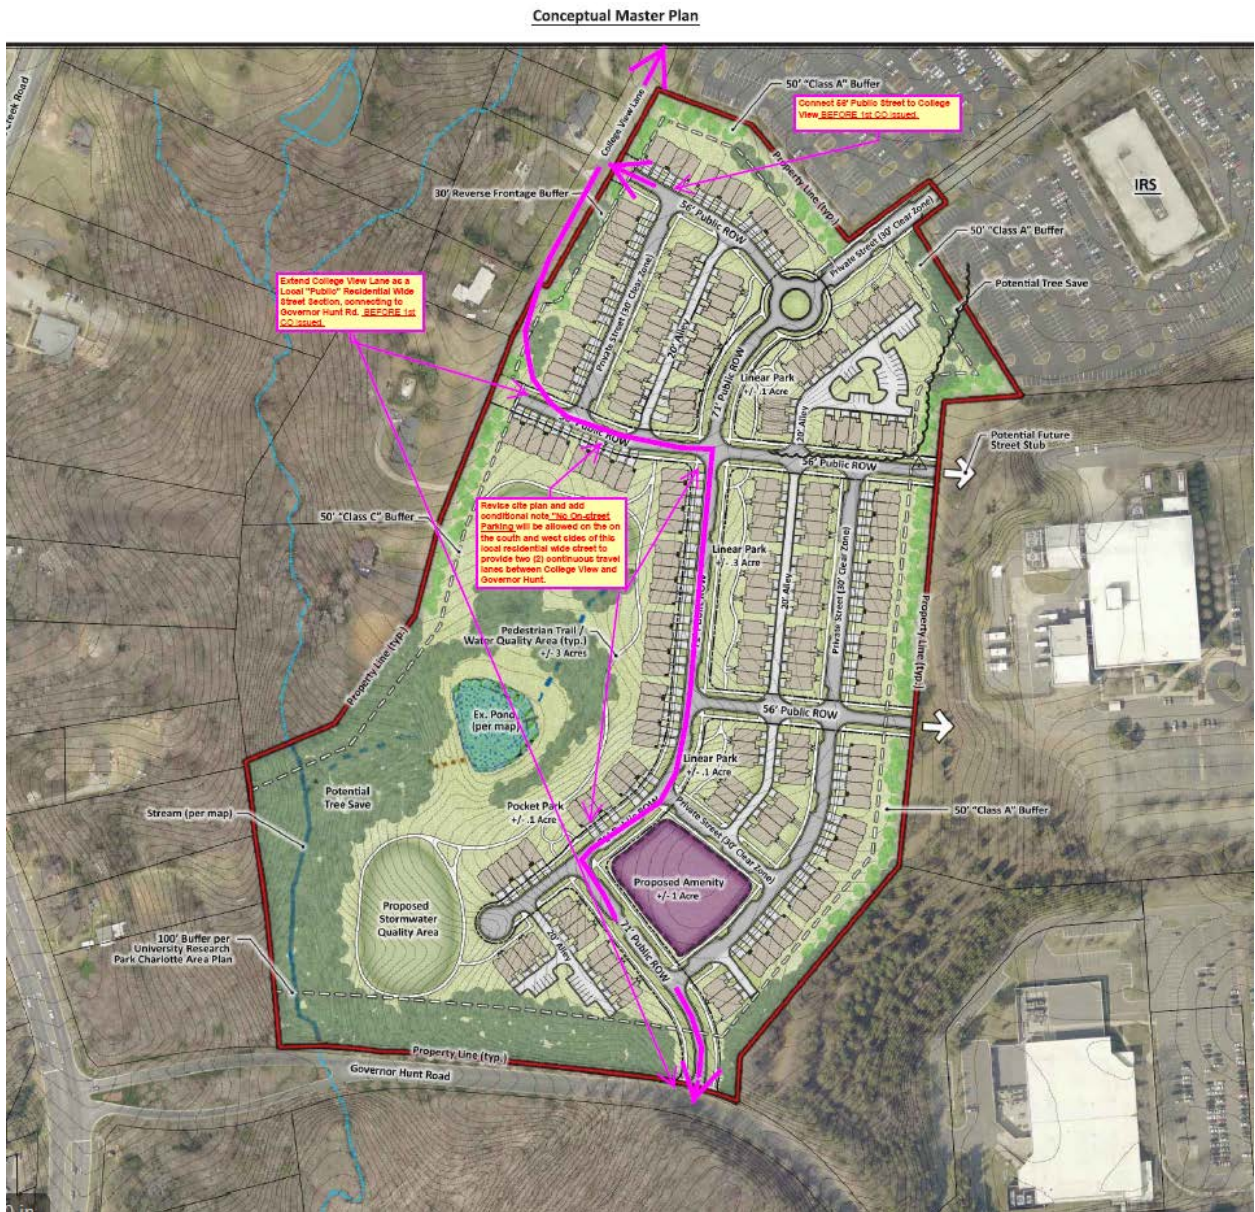 Conceptual Master Plan
Creek Road
College View Lane
50' "Class A" Buffer
Connect 56' Public Street to College
View BEFORE 1st CO issued.
Property Line (typ.)
IRS
30' Reverse Frontage Buffer
56' Public ROW
Private Street (30' Clear Zone)
50' "Class A" Buffer
Potential Tree Save
Extend College View Lane as a
Local "Public" Residential Wide
Street Section, connecting to
Governor Hunt Rd. BEFORE 1st
CO issued.
Private Street (30' Clear Zone)
20' Alley
71' Public ROW
Linear Park
+/- .1 Acre
20' Alley
Public ROW
56' Public ROW
Potential Future
Street Stub
50' "Class C" Buffer
Revise site plan and add
conditional note "No On-street
Parking will be allowed on the on
the south and west sides of this
local residential wide street to
provide two (2) continuous travel
lanes between College View and
Governor Hunt.
Linear Park
+/- .3 Acre
20' Alley
Private Street (30' Clear Zone)
71' Public ROW
Property Line (typ.)
Pedestrian Trail /
Water Quality Area (typ.)
+/- 3 Acres
Property Line (typ.)
Ex. Pond
(per map)
56' Public ROW
Linear Park
+/- .1 Acre
Potential
Tree Save
Pocket Park
+/- .1 Acre
Stream (per map)
Public ROW
Private Street (30' Clear Zone)
50' "Class A" Buffer
Proposed Amenity
+/- 1 Acre
Proposed
Stormwater
Quality Area
100' Buffer per
University Research
Park Charlotte Area Plan
20' Alley
71' Public ROW
Property Line (typ.)
Governor Hunt Road